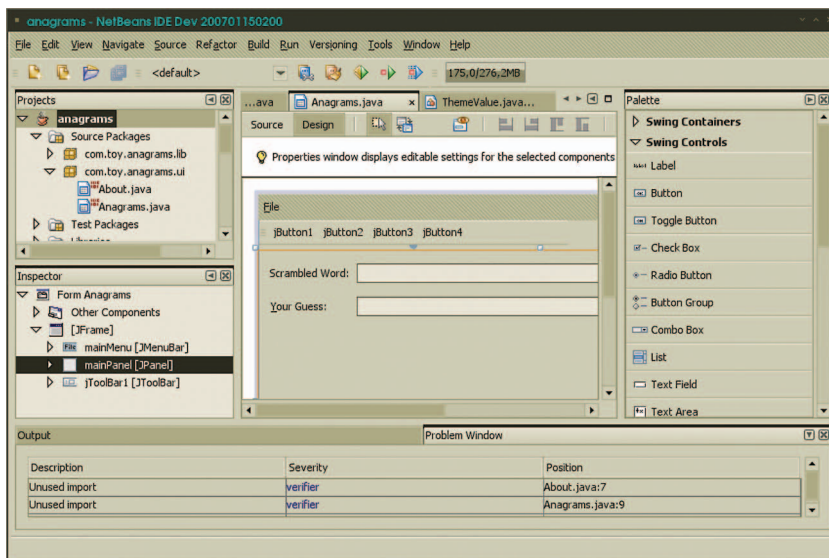 anagrams - NetBeans IDE Dev 200701150200
File Edit View Navigate Source Refactor Build Run Versioning Tools Window Help
<default>
175,0/276,2MB
Projects
anagrams
Source Packages
com.toy.anagrams.lib
com.toy.anagrams.ui
About.java
Anagrams.java
Test Packages
Libraries
Inspector
Form Anagrams
Other Components
[JFrame]
mainMenu [JMenuBar]
mainPanel [JPanel]
jToolBar1 [JToolBar]
...ava Anagrams.java x ThemeValue.java...
Source Design
Properties window displays editable settings for the selected components
File
jButton1 jButton2 jButton3 jButton4
Scrambled Word:
Your Guess:
Palette
Swing Containers
Swing Controls
Label
Button
Toggle Button
Check Box
Radio Button
Button Group
Combo Box
List
Text Field
Text Area
Output
Problem Window
Description Severity Position
Unused import verifier About.java:7
Unused import verifier Anagrams.java:9